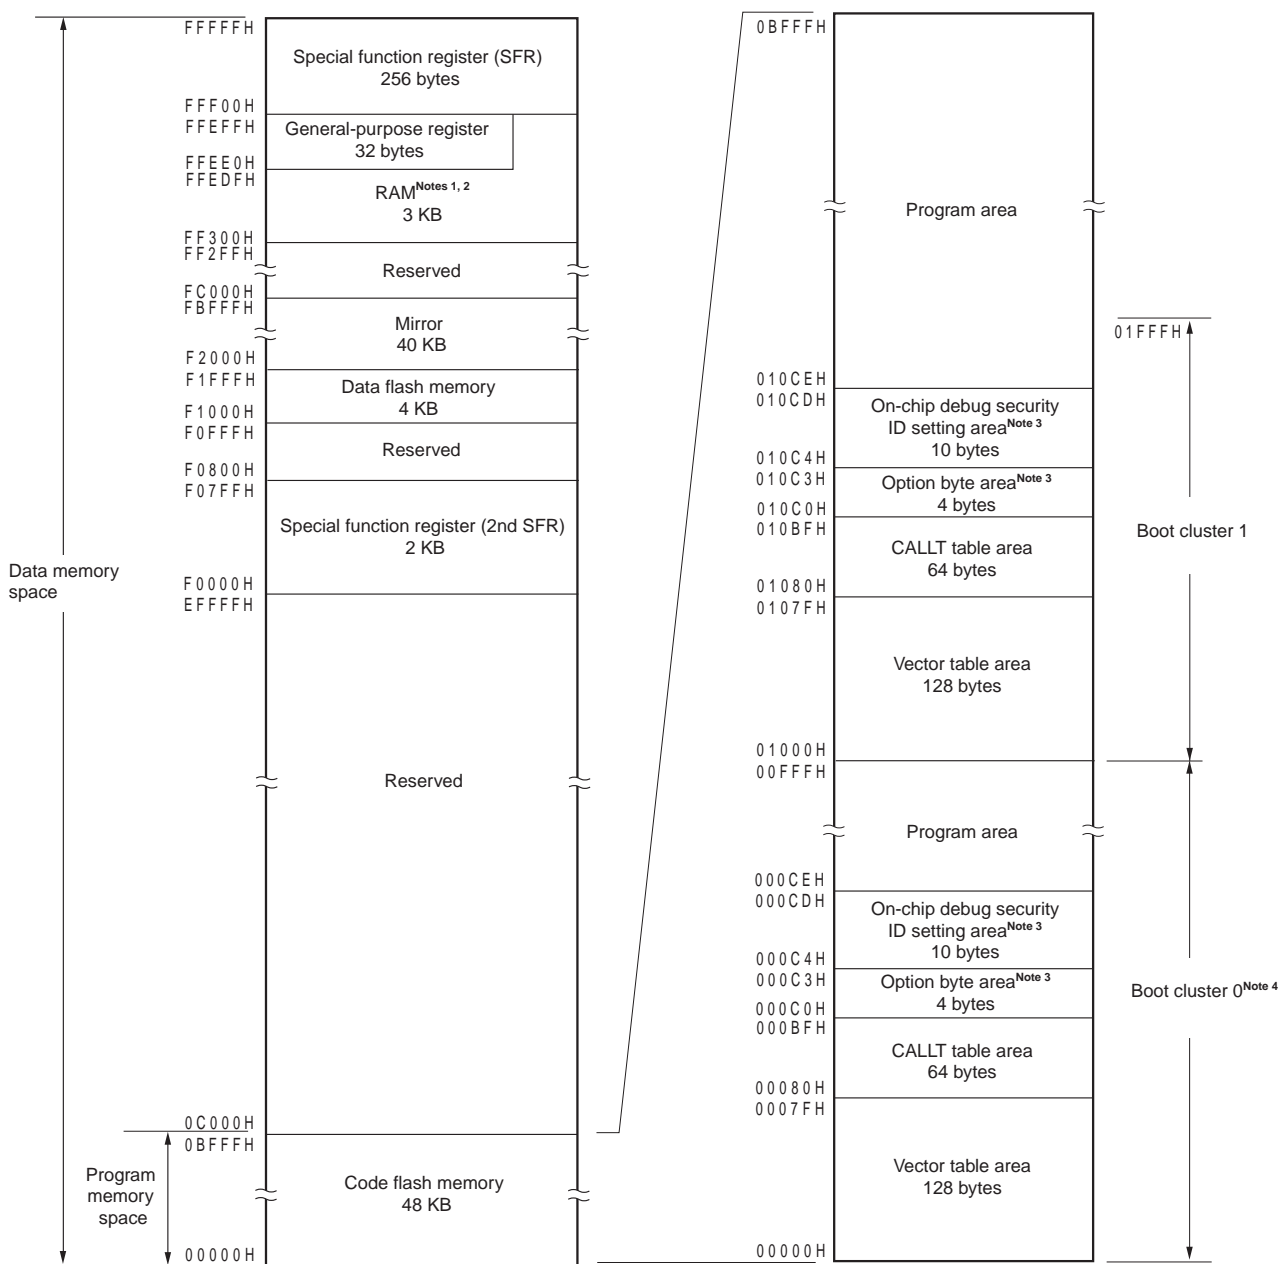 FFFFFH
Special function register (SFR)
256 bytes
FFF00H
FFEFFH
General-purpose register
32 bytes
FFEE0H
FFEDFH
RAMNotes 1, 2
3 KB
FF300H
FF2FFH
Reserved
FC000H
FBFFFH
Mirror
40 KB
F2000H
F1FFFH
Data flash memory
4 KB
F1000H
F0FFFH
Reserved
F0800H
F07FFH
Special function register (2nd SFR)
2 KB
Data memory
space
F0000H
EFFFFH
Reserved
0C000H
0BFFFH
Program
memory
space
Code flash memory
48 KB
00000H
0BFFFH
Program area
01FFFH
010CEH
010CDH
On-chip debug security
ID setting areaNote 3
10 bytes
010C4H
010C3H
Option byte areaNote 3
4 bytes
010C0H
010BFH
CALLT table area
64 bytes
Boot cluster 1
01080H
0107FH
Vector table area
128 bytes
01000H
00FFFH
Program area
000CEH
000CDH
On-chip debug security
ID setting areaNote 3
10 bytes
000C4H
000C3H
Option byte areaNote 3
4 bytes
Boot cluster 0Note 4
000C0H
000BFH
CALLT table area
64 bytes
00080H
0007FH
Vector table area
128 bytes
00000H